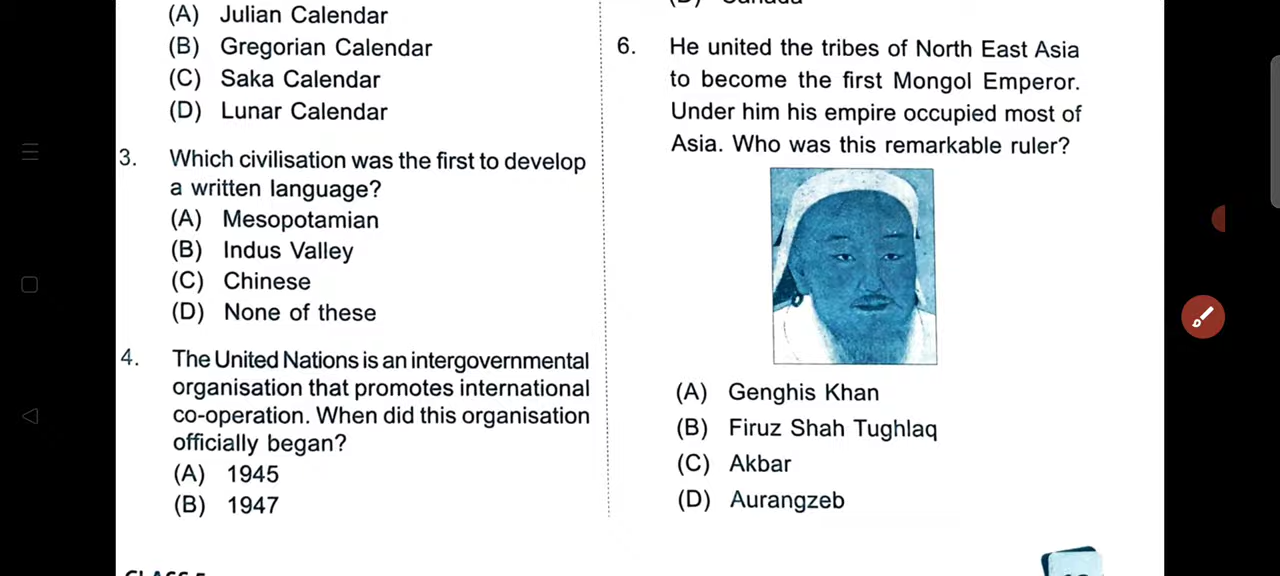 (A) Julian Calendar
(B) Gregorian Calendar
(C) Saka Calendar
(D) Lunar Calendar
3. Which civilisation was the first to develop
a written language?
(A) Mesopotamian
(B) Indus Valley
(C) Chinese
(D) None of these
4. The United Nations is an intergovernmental
organisation that promotes international
co-operation. When did this organisation
officially began?
(A) 1945
(B) 1947
6. He united the tribes of North East Asia
to become the first Mongol Emperor.
Under him his empire occupied most of
Asia. Who was this remarkable ruler?
(A) Genghis Khan
(B) Firuz Shah Tughlaq
(C) Akbar
(D) Aurangzeb